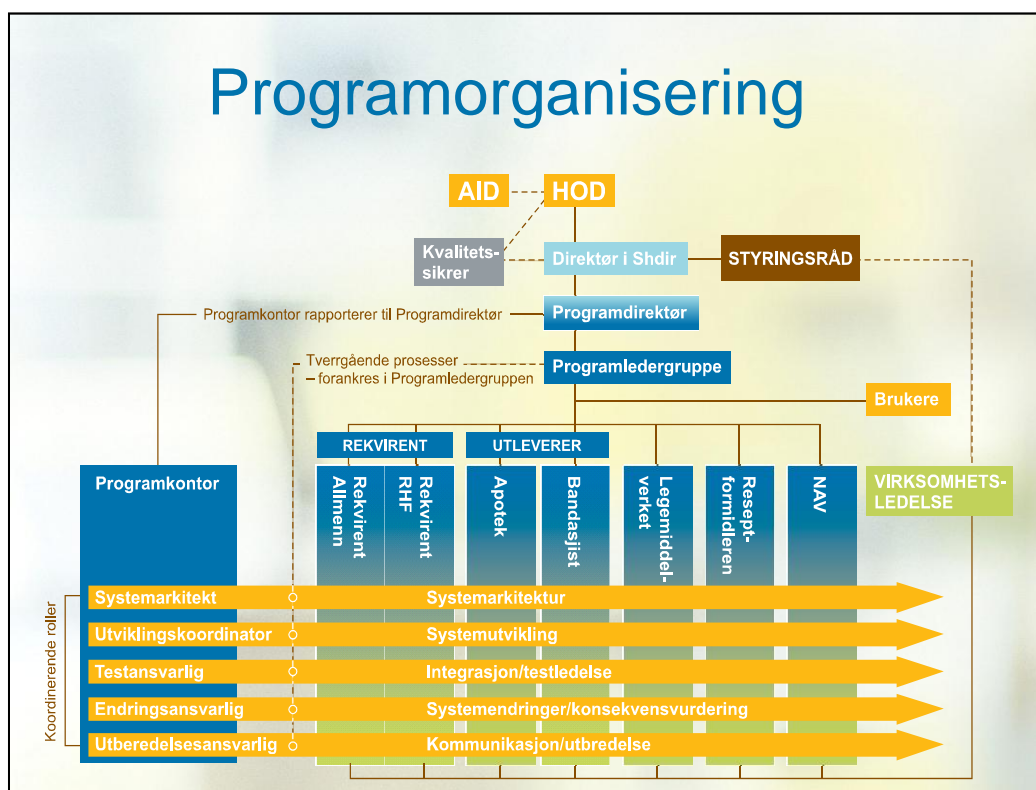 Programorganisering
AID
HOD
Kvalitets-
sikrer
Direktør i Shdir
STYRINGSRÅD
Programkontor rapporterer til Programdirektør
Programdirektør
Tverrgående prosesser
– forankres i Programledergruppen
Programledergruppe
Brukere
REKVIRENT
UTLEVERER
Programkontor
Rekvirent
Allmenn
Rekvirent
RHF
Apotek
Bandasjist
Legemiddel-
verket
Resept-
formidleren
NAV
VIRKSOMHETS-
LEDELSE
Koordinerende roller
Systemarkitekt
Systemarkitektur
Utviklingskoordinator
Systemutvikling
Testansvarlig
Integrasjon/testledelse
Endringsansvarlig
Systemendringer/konsekvensvurdering
Utberedelsesansvarlig
Kommunikasjon/utbredelse